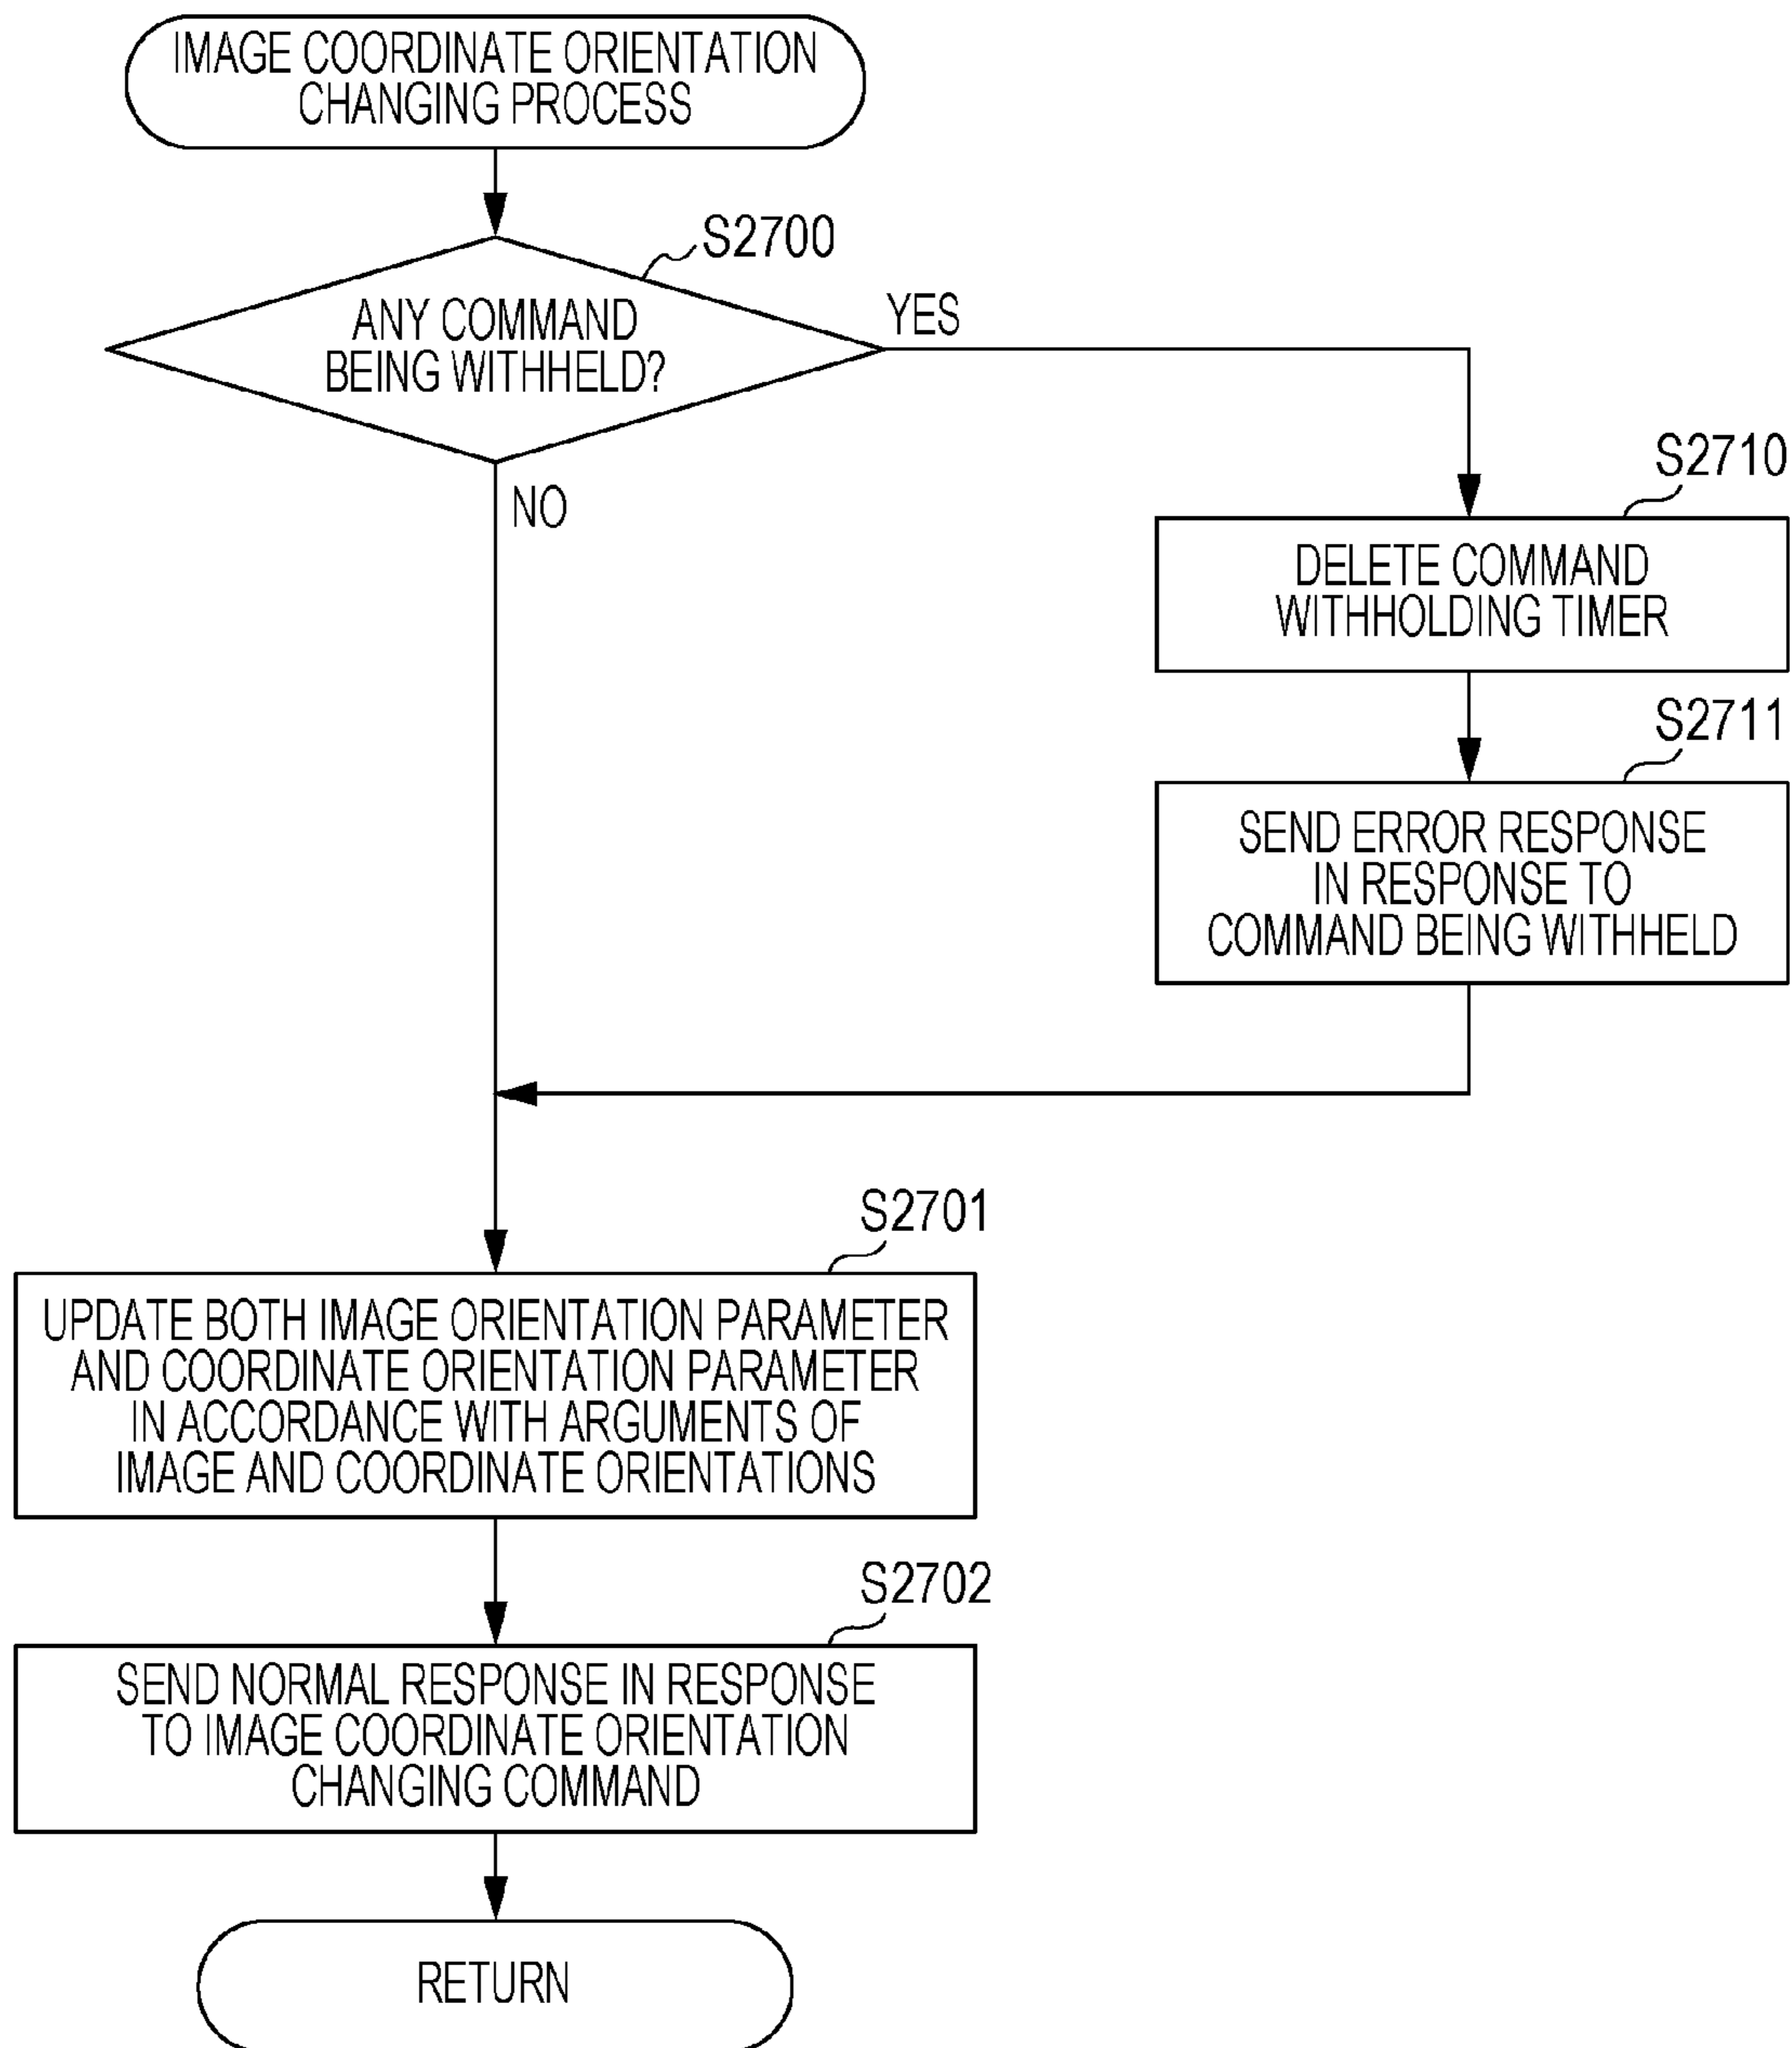 IMAGE COORDINATE ORIENTATION
CHANGING PROCESS
S2700
ANY COMMAND
BEING WITHHELD?
YES
NO
S2710
DELETE COMMAND
WITHHOLDING TIMER
S2711
SEND ERROR RESPONSE
IN RESPONSE TO
COMMAND BEING WITHHELD
S2701
UPDATE BOTH IMAGE ORIENTATION PARAMETER
AND COORDINATE ORIENTATION PARAMETER
IN ACCORDANCE WITH ARGUMENTS OF
IMAGE AND COORDINATE ORIENTATIONS
S2702
SEND NORMAL RESPONSE IN RESPONSE
TO IMAGE COORDINATE ORIENTATION
CHANGING COMMAND
RETURN